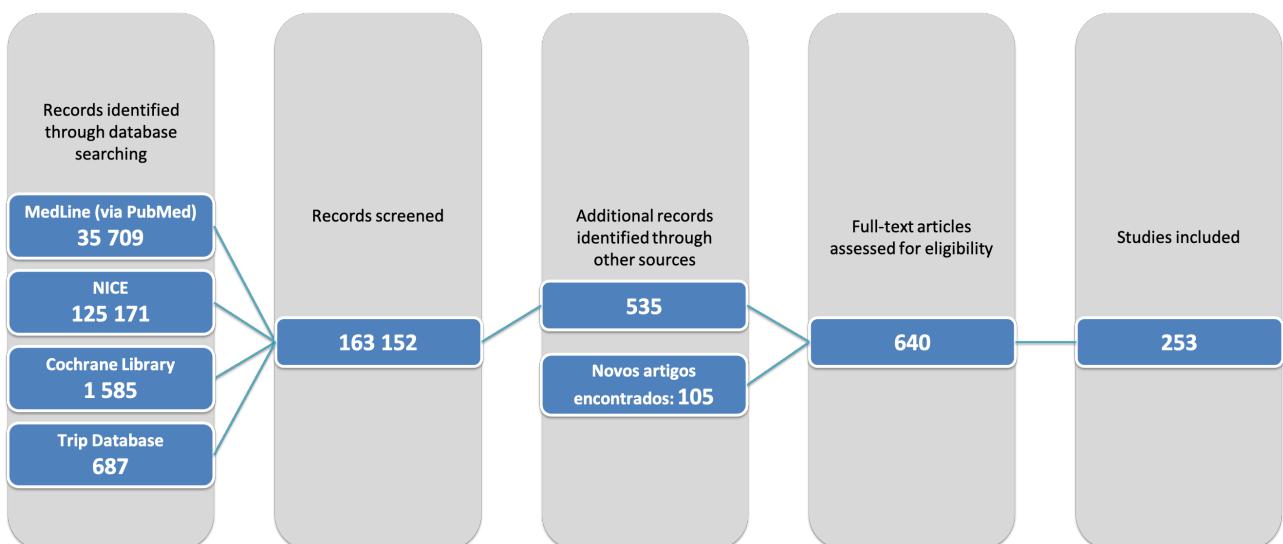 Records identified
through database
searching
MedLine (via PubMed)
35 709
NICE
125 171
Cochrane Library
1 585
Trip Database
687
Records screened
163 152
Additional records
identified through
other sources
535
Novos artigos
encontrados: 105
Full-text articles
assessed for eligibility
640
Studies included
253